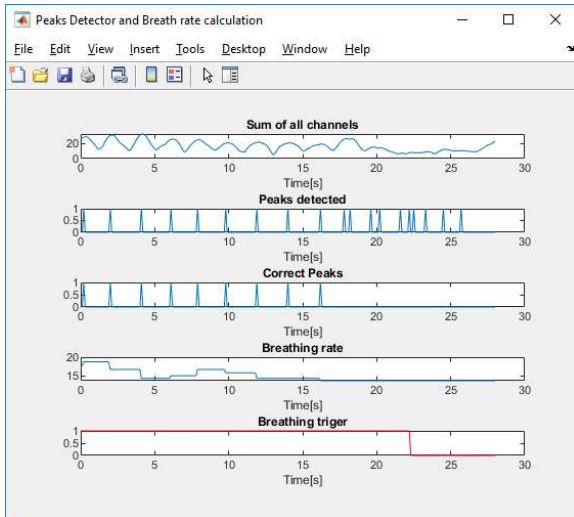 Peaks Detector and Breath rate calculation
File Edit View Insert Tools Desktop Window Help
Sum of all channels
20
0
0 5 10 15 20 25 30
Time[s]
Peaks detected
1
0.5
0
0 5 10 15 20 25 30
Time[s]
Correct Peaks
1
0.5
0
0 5 10 15 20 25 30
Time[s]
Breathing rate
20
15
0 5 10 15 20 25 30
Time[s]
Breathing triger
1
0.5
0
0 5 10 15 20 25 30
Time[s]